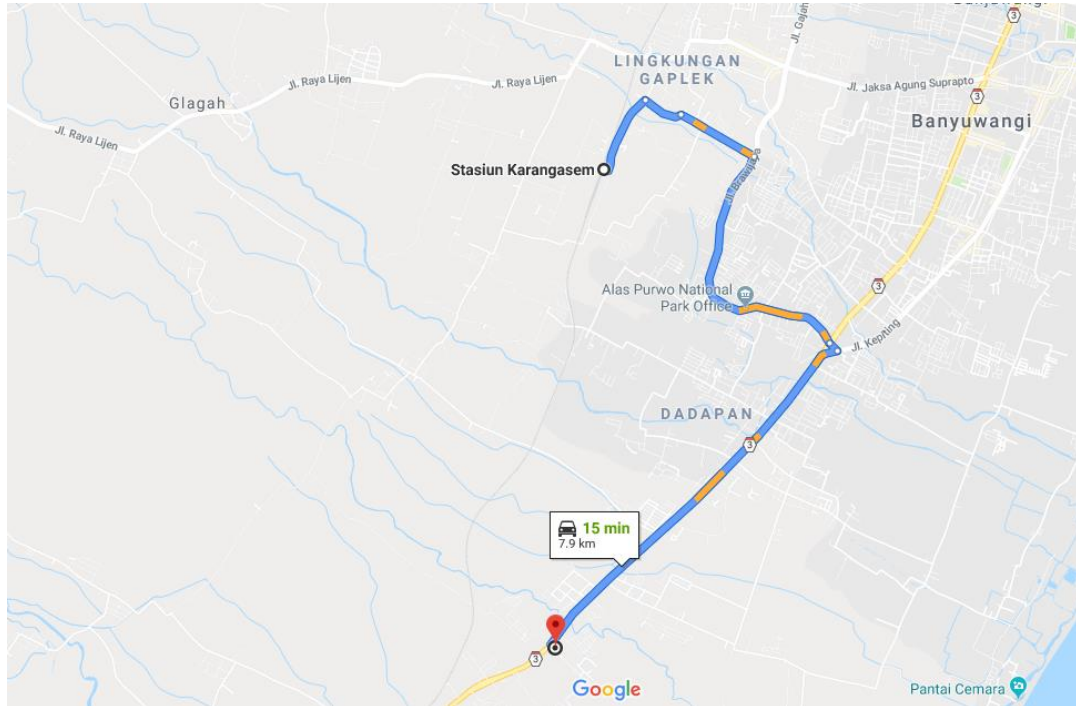 3
Jl. Gajah
LINGKUNGAN
GAPLEK
Jl. Raya Lijen
Jl. Raya Lijen
Jl. Jaksa Agung Suprapto
3
Glagah
Banyuwangi
Jl. Raya Lijen
Stasiun Karangasem
Jl. Brawijaya
Alas Purwo National
Park Office
3
Jl. Kepiting
DADAPAN
3
15 min
7.9 km
3
Google
Pantai Cemara